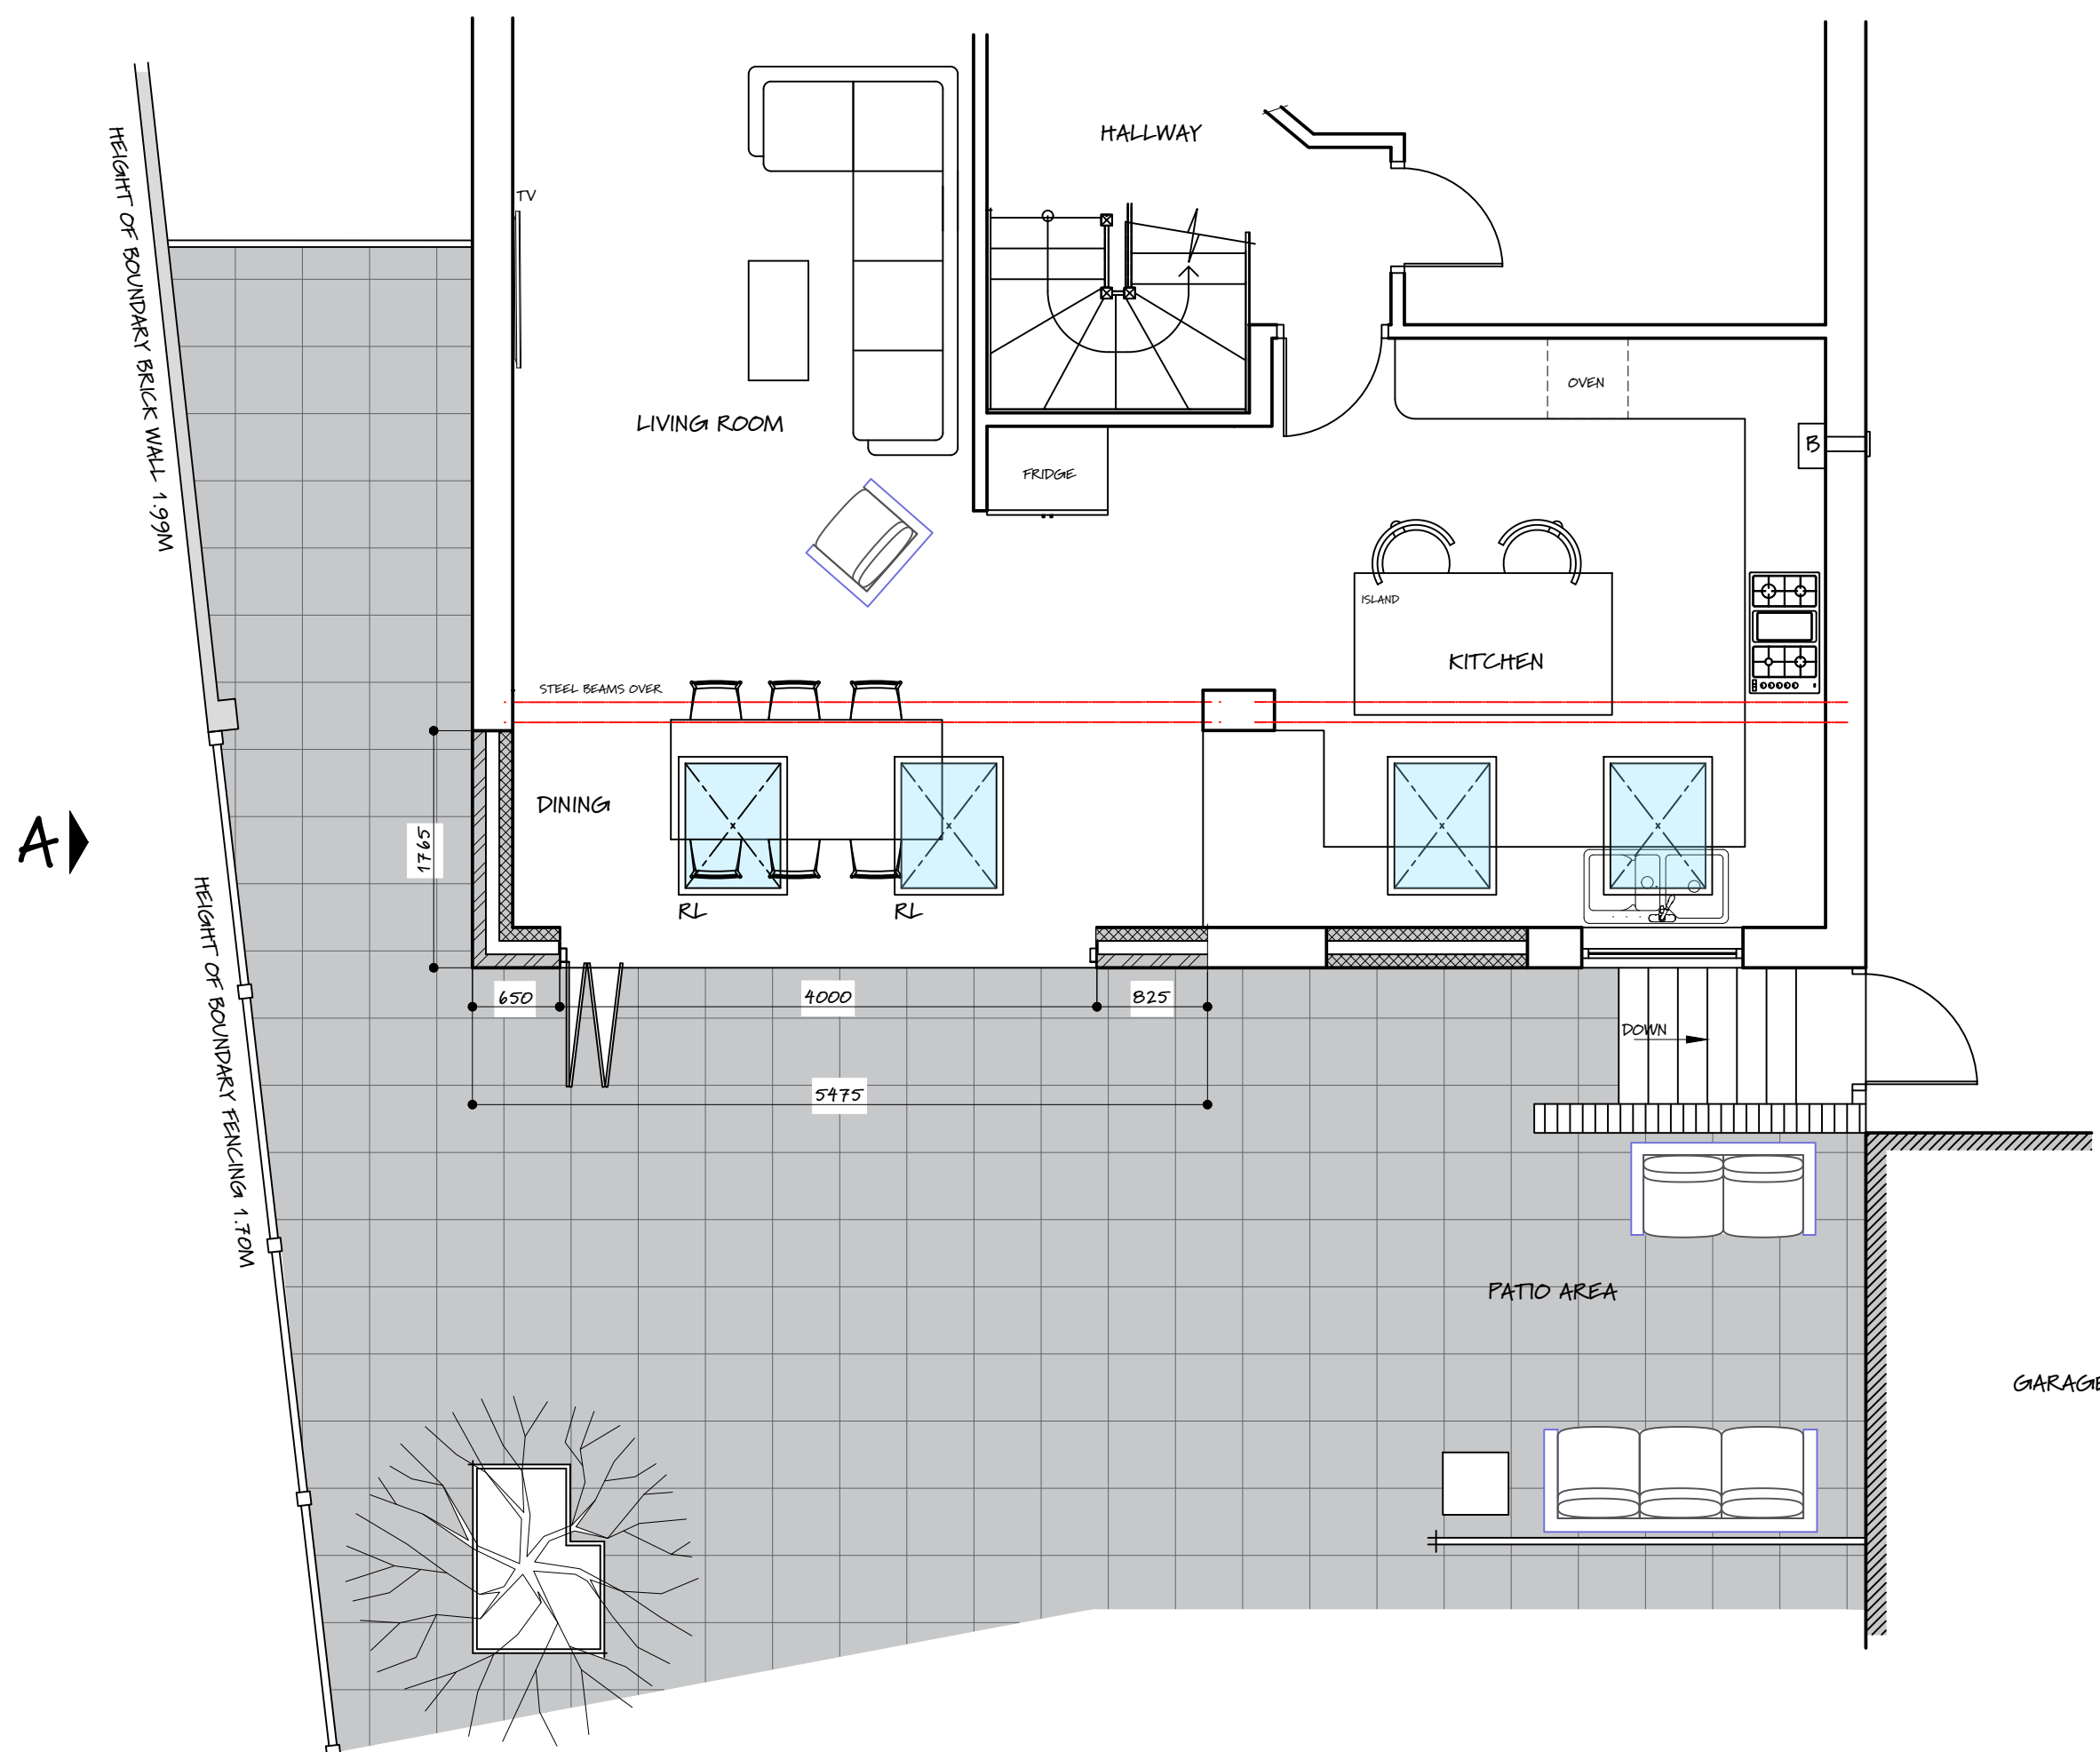 HALLWAY
HEIGHT OF BOUNDARY BRICK WALL 1.99M
TV
OVEN
LIVING ROOM
B
FRIDGE
ISLAND
KITCHEN
STEEL BEAMS OVER
DINING
A
1765
RL
RL
HEIGHT OF BOUNDARY FENCING 1.70M
650
4000
825
DOWN
5475
PATIO AREA
GARAGE